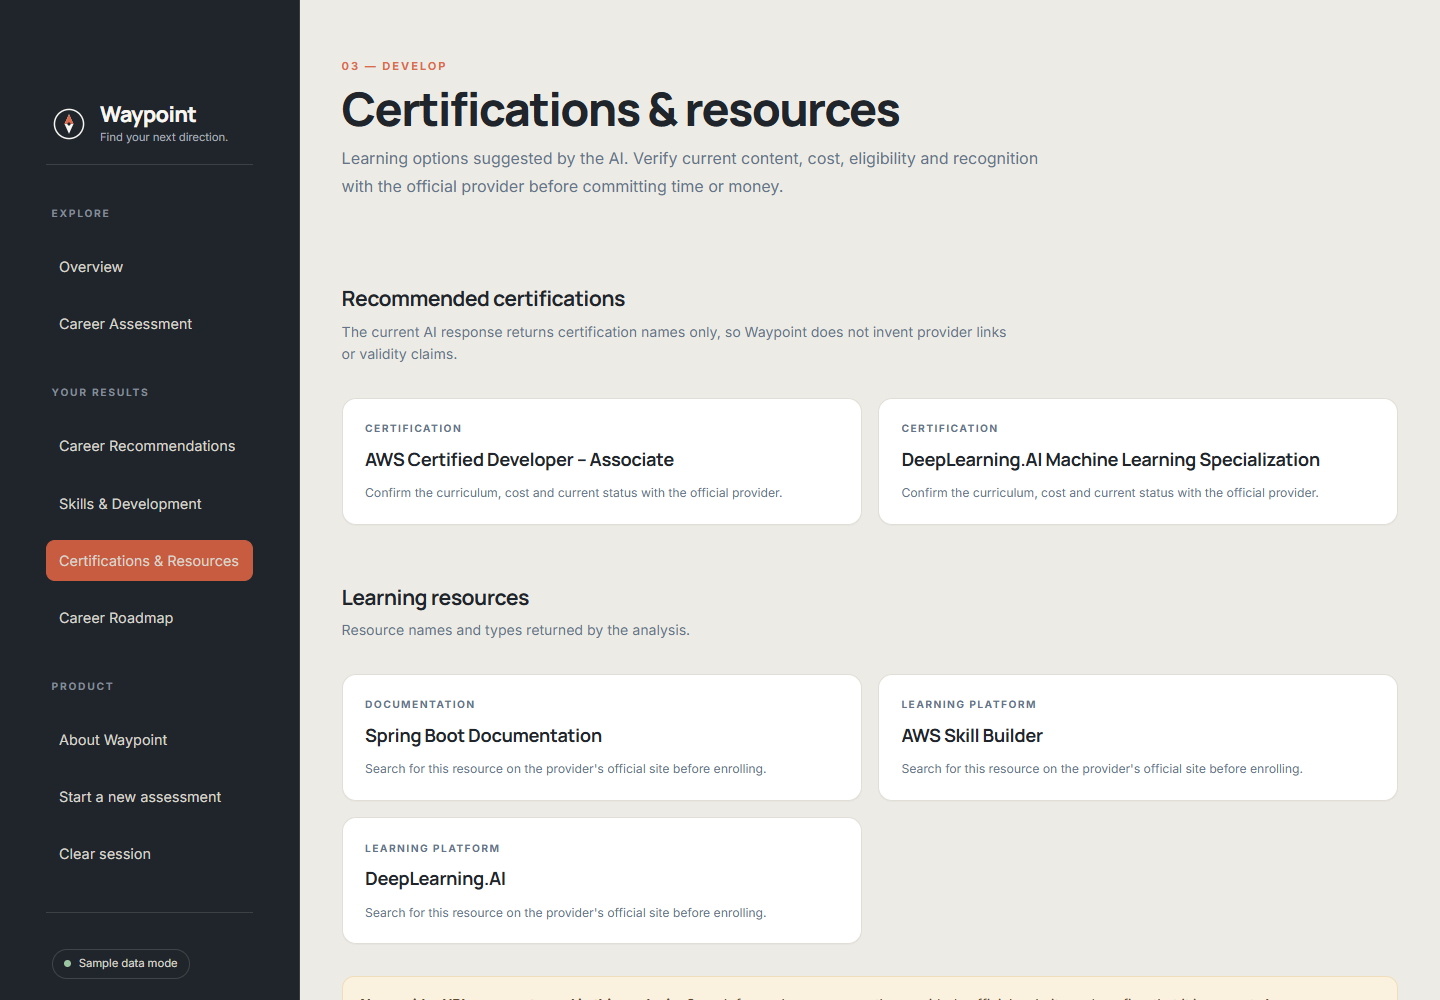 Waypoint
Find your next direction.
EXPLORE
Overview
Career Assessment
YOUR RESULTS
Career Recommendations
Skills & Development
Certifications & Resources
Career Roadmap
PRODUCT
About Waypoint
Start a new assessment
Clear session
Sample data mode
03 — DEVELOP
Certifications & resources
Learning options suggested by the AI. Verify current content, cost, eligibility and recognition
with the official provider before committing time or money.
Recommended certifications
The current AI response returns certification names only, so Waypoint does not invent provider links
or validity claims.
CERTIFICATION
AWS Certified Developer – Associate
Confirm the curriculum, cost and current status with the official provider.
CERTIFICATION
DeepLearning.AI Machine Learning Specialization
Confirm the curriculum, cost and current status with the official provider.
Learning resources
Resource names and types returned by the analysis.
DOCUMENTATION
Spring Boot Documentation
Search for this resource on the provider's official site before enrolling.
LEARNING PLATFORM
AWS Skill Builder
Search for this resource on the provider's official site before enrolling.
LEARNING PLATFORM
DeepLearning.AI
Search for this resource on the provider's official site before enrolling.